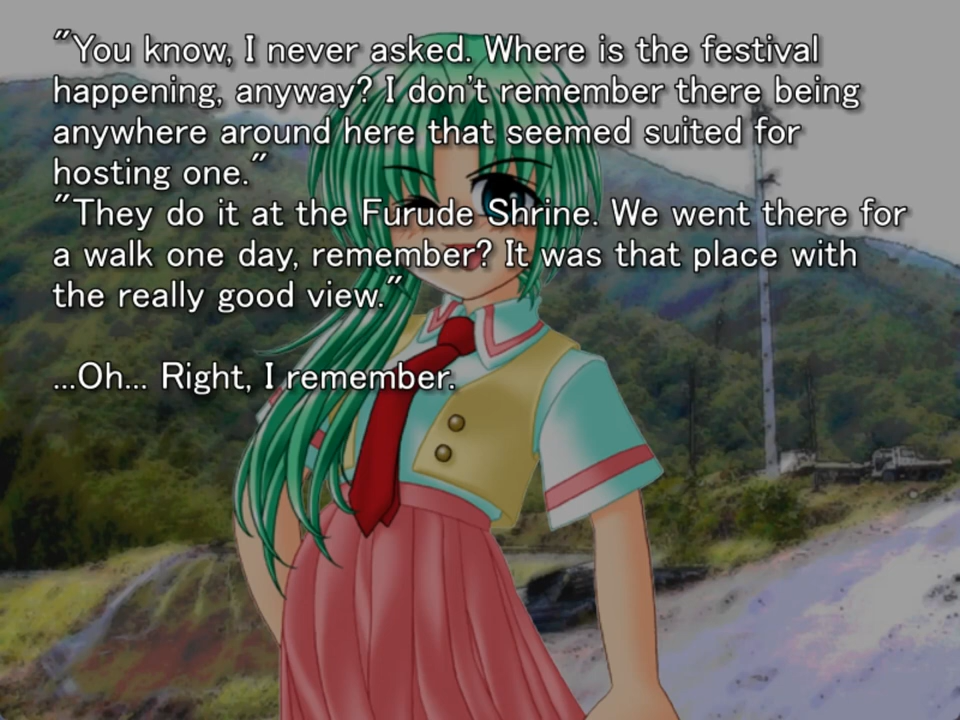 "You know, I never asked. Where is the festival
happening, anyway? I don't remember there being
anywhere around here that seemed suited for
hosting one."
"They do it at the Furude Shrine. We went there for
a walk one day, remember? It was that place with
the really good view."
...Oh... Right, I remember.